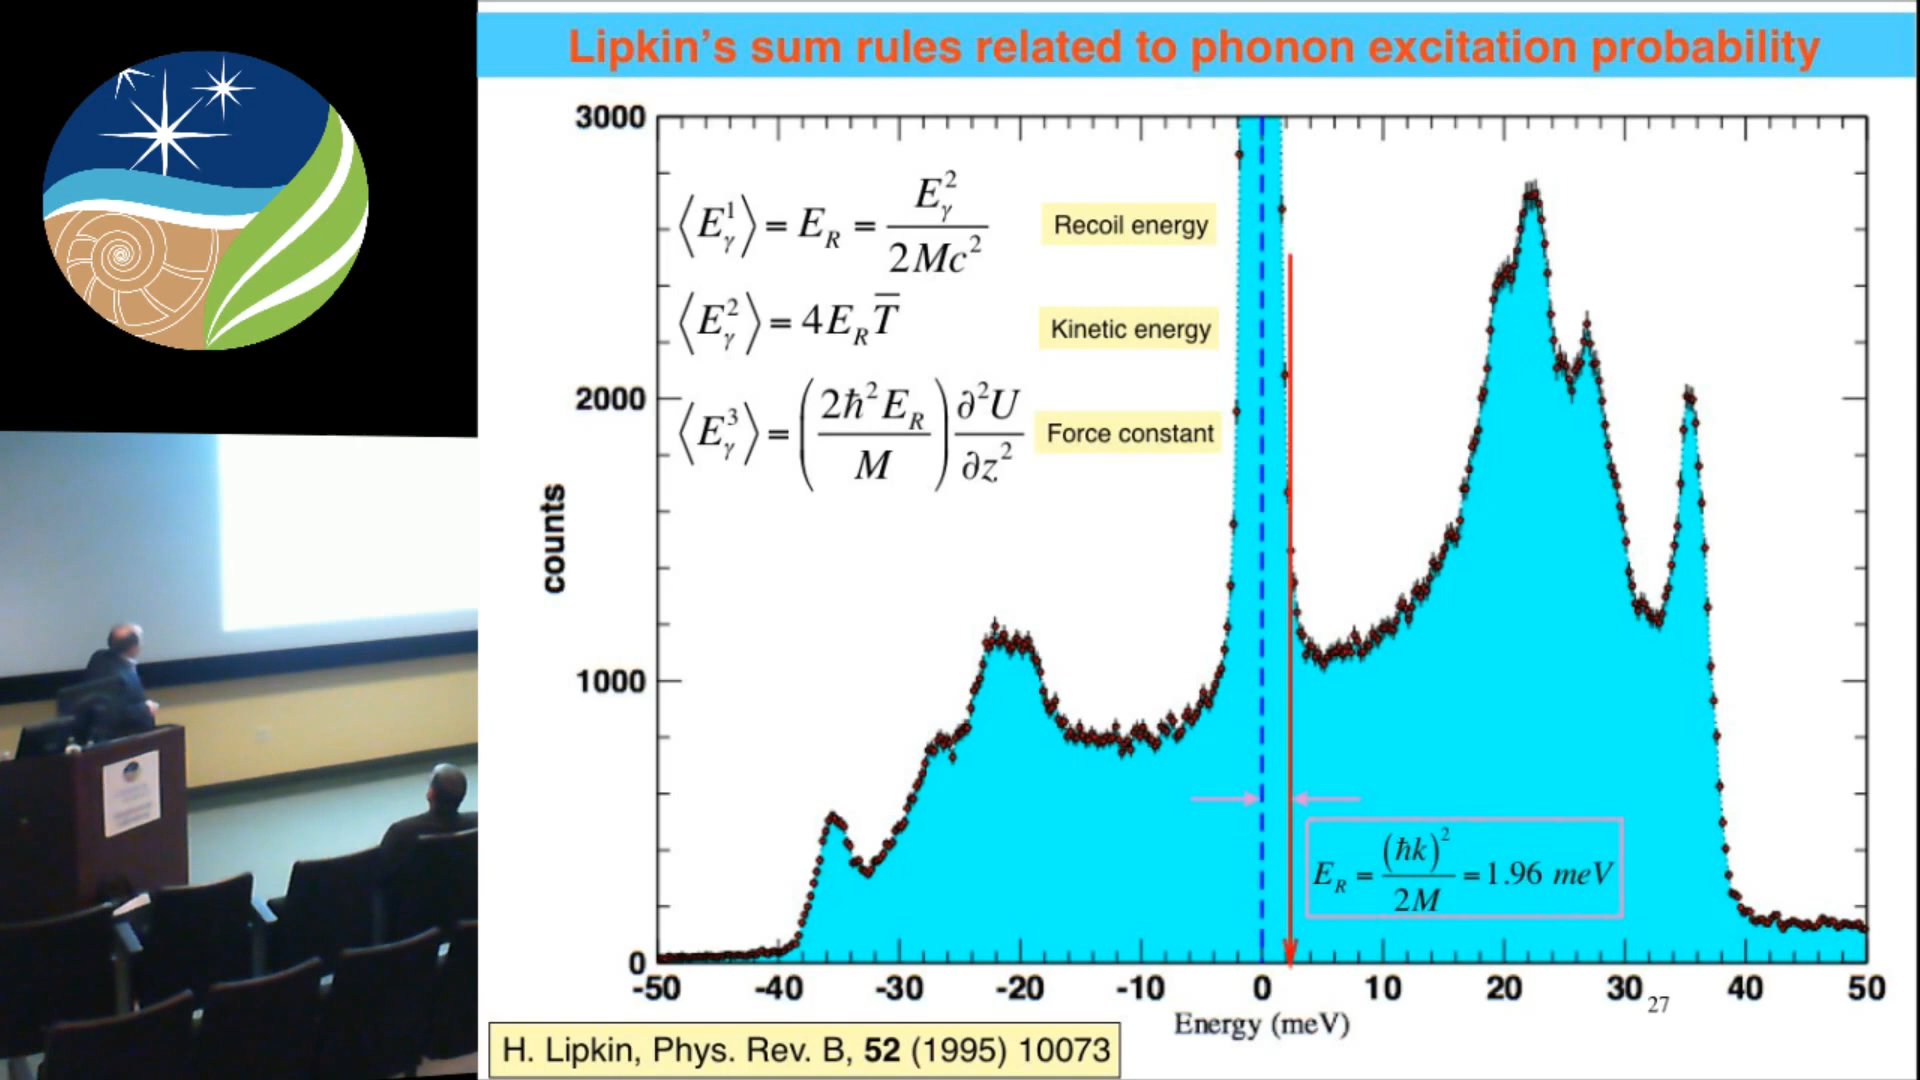 Lipkin's sum rules related to phonon excitation probability
3000
2000
1000
0
counts
⟨E_γ^1⟩ = E_R = E_γ^2 / 2Mc^2
Recoil energy
⟨E_γ^2⟩ = 4E_R T̅
Kinetic energy
⟨E_γ^3⟩ = (2ħ^2 E_R / M) ∂^2U / ∂z^2
Force constant
E_R = (ħk)^2 / 2M = 1.96 meV
-50 -40 -30 -20 -10 0 10 20 30 40 50
27
Energy (meV)
H. Lipkin, Phys. Rev. B, 52 (1995) 10073